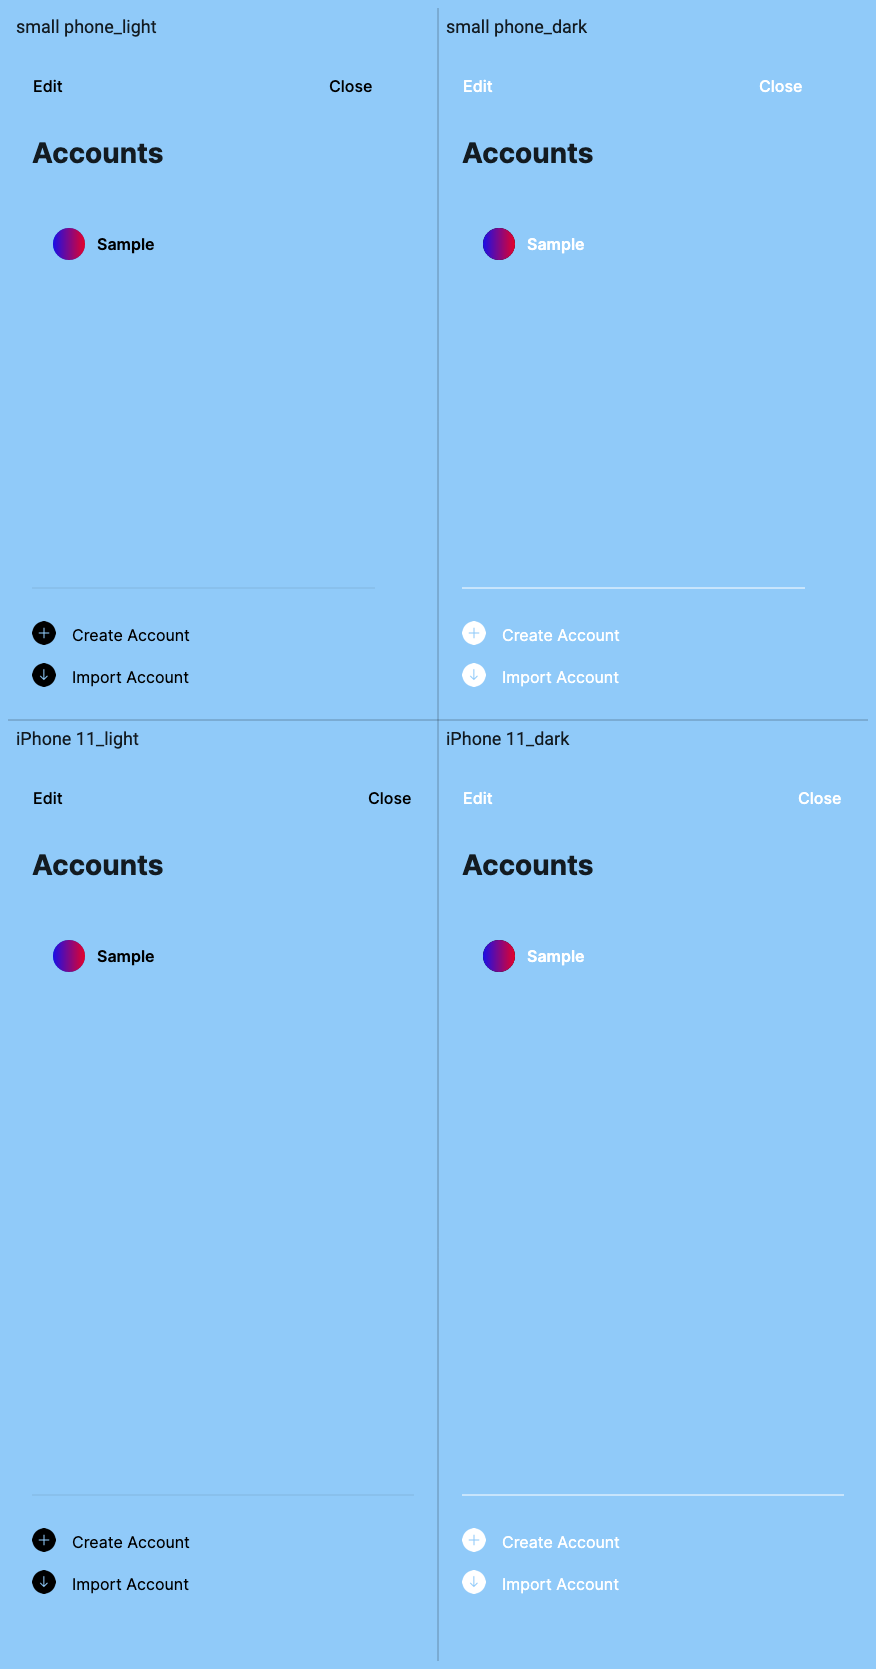 small phone_light
Edit Close
Accounts
Sample
Create Account
Import Account
small phone_dark
Edit Close
Accounts
Sample
Create Account
Import Account
iPhone 11_light
Edit Close
Accounts
Sample
Create Account
Import Account
iPhone 11_dark
Edit Close
Accounts
Sample
Create Account
Import Account